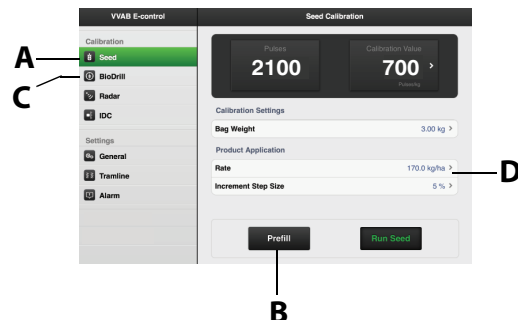 VVAB E-control
Seed Calibration
Calibration
Seed
BioDrill
Radar
IDC
Settings
General
Tramline
Alarm
Pulses
2100
Calibration Value
700
Pulses/kg
Calibration Settings
Bag Weight 3.00 kg >
Product Application
Rate 170.0 kg/ha >
Increment Step Size 5 % >
Prefill
Run Seed
A
C
D
B